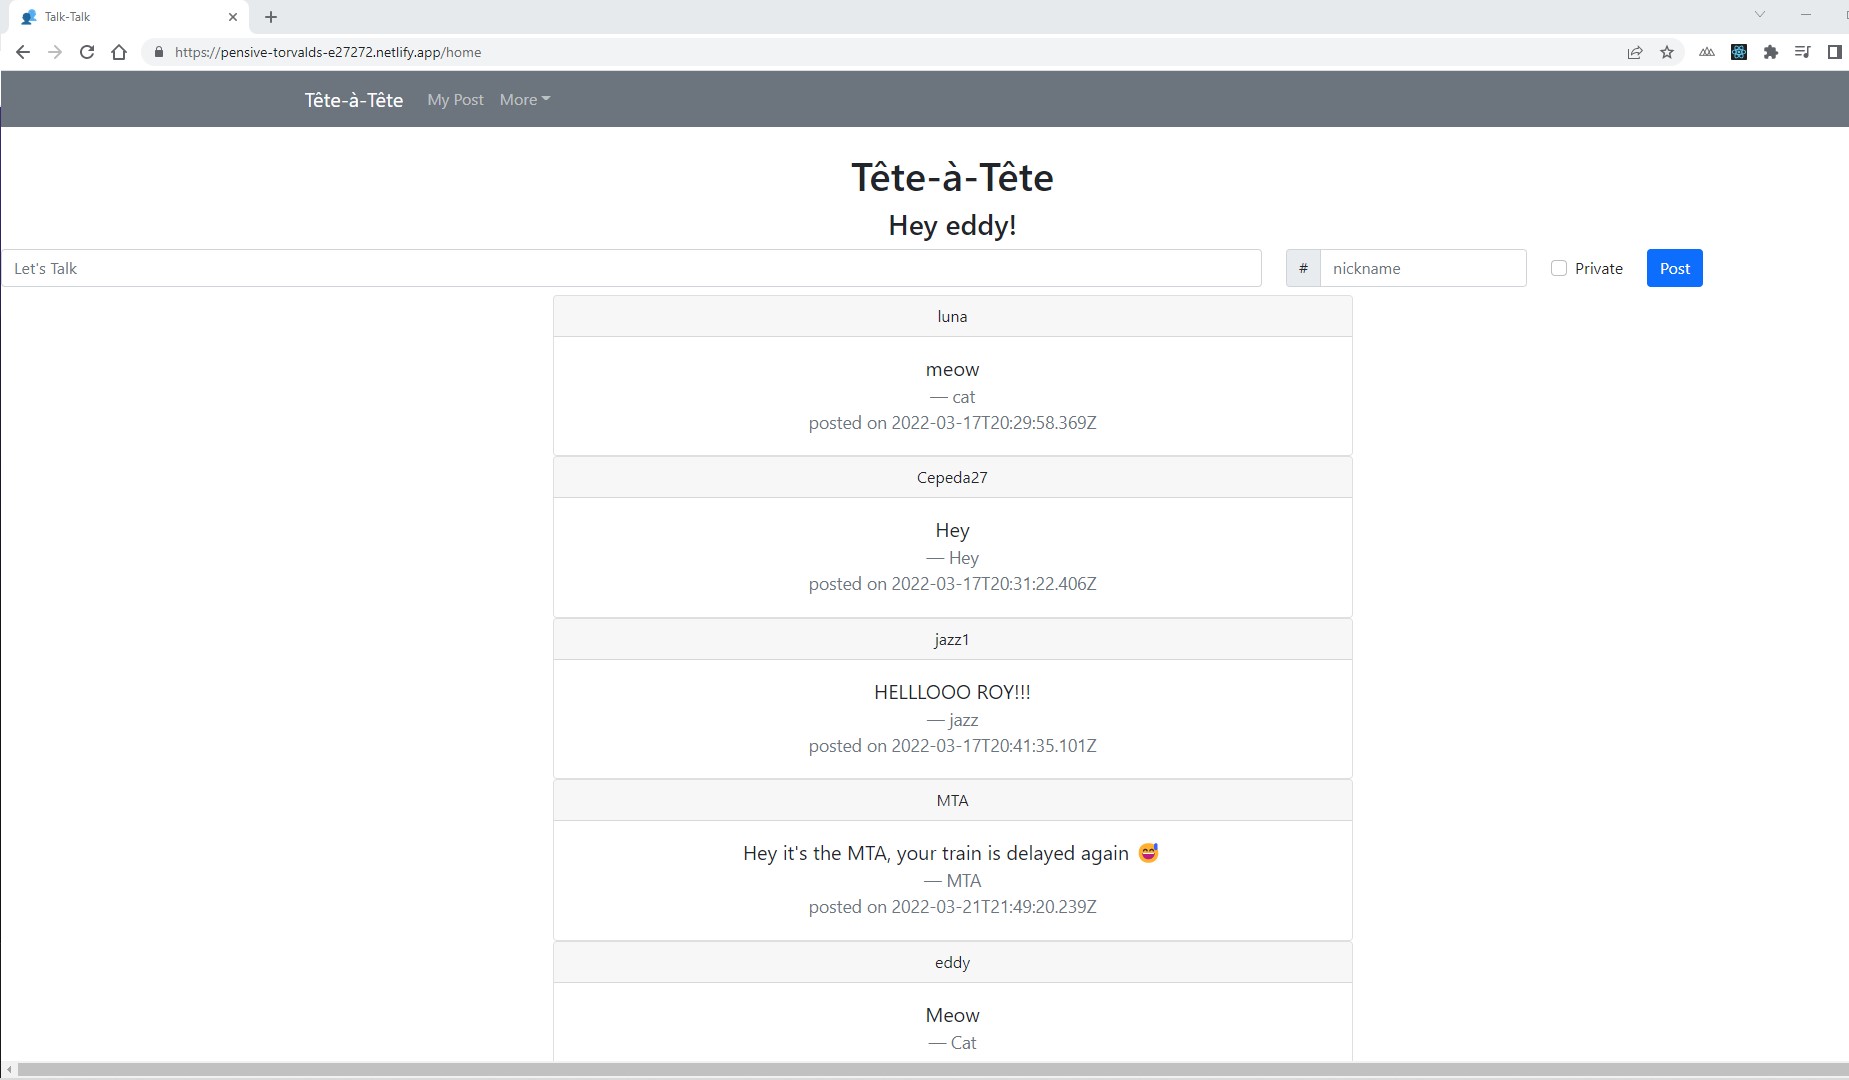 Talk-Talk
https://pensive-torvalds-e27272.netlify.app/home
Tête-à-Tête My Post More
Tête-à-Tête
Hey eddy!
Let's Talk # nickname Private Post
luna
meow
— cat
posted on 2022-03-17T20:29:58.369Z
Cepeda27
Hey
— Hey
posted on 2022-03-17T20:31:22.406Z
jazz1
HELLLOOO ROY!!!
— jazz
posted on 2022-03-17T20:41:35.101Z
MTA
Hey it's the MTA, your train is delayed again 😅
— MTA
posted on 2022-03-21T21:49:20.239Z
eddy
Meow
— Cat